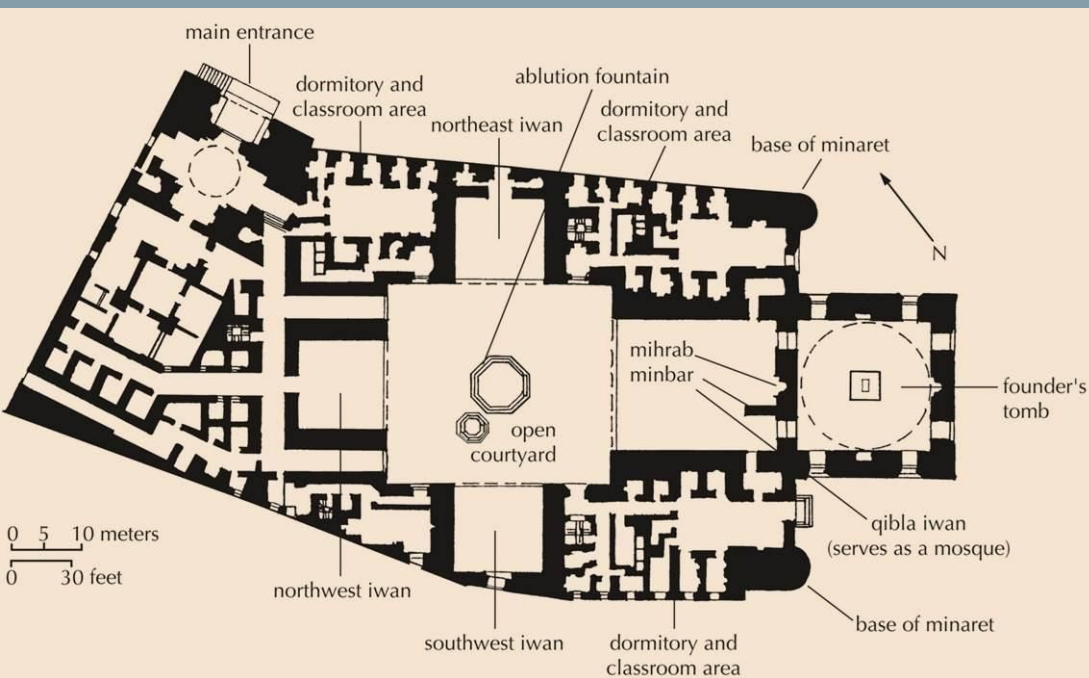 main entrance
dormitory and
classroom area
ablution fountain
northeast iwan
dormitory and
classroom area
base of minaret
N
mihrab
minbar
founder's
tomb
open
courtyard
qibla iwan
(serves as a mosque)
0 5 10 meters
0 30 feet
northwest iwan
southwest iwan
dormitory and
classroom area
base of minaret